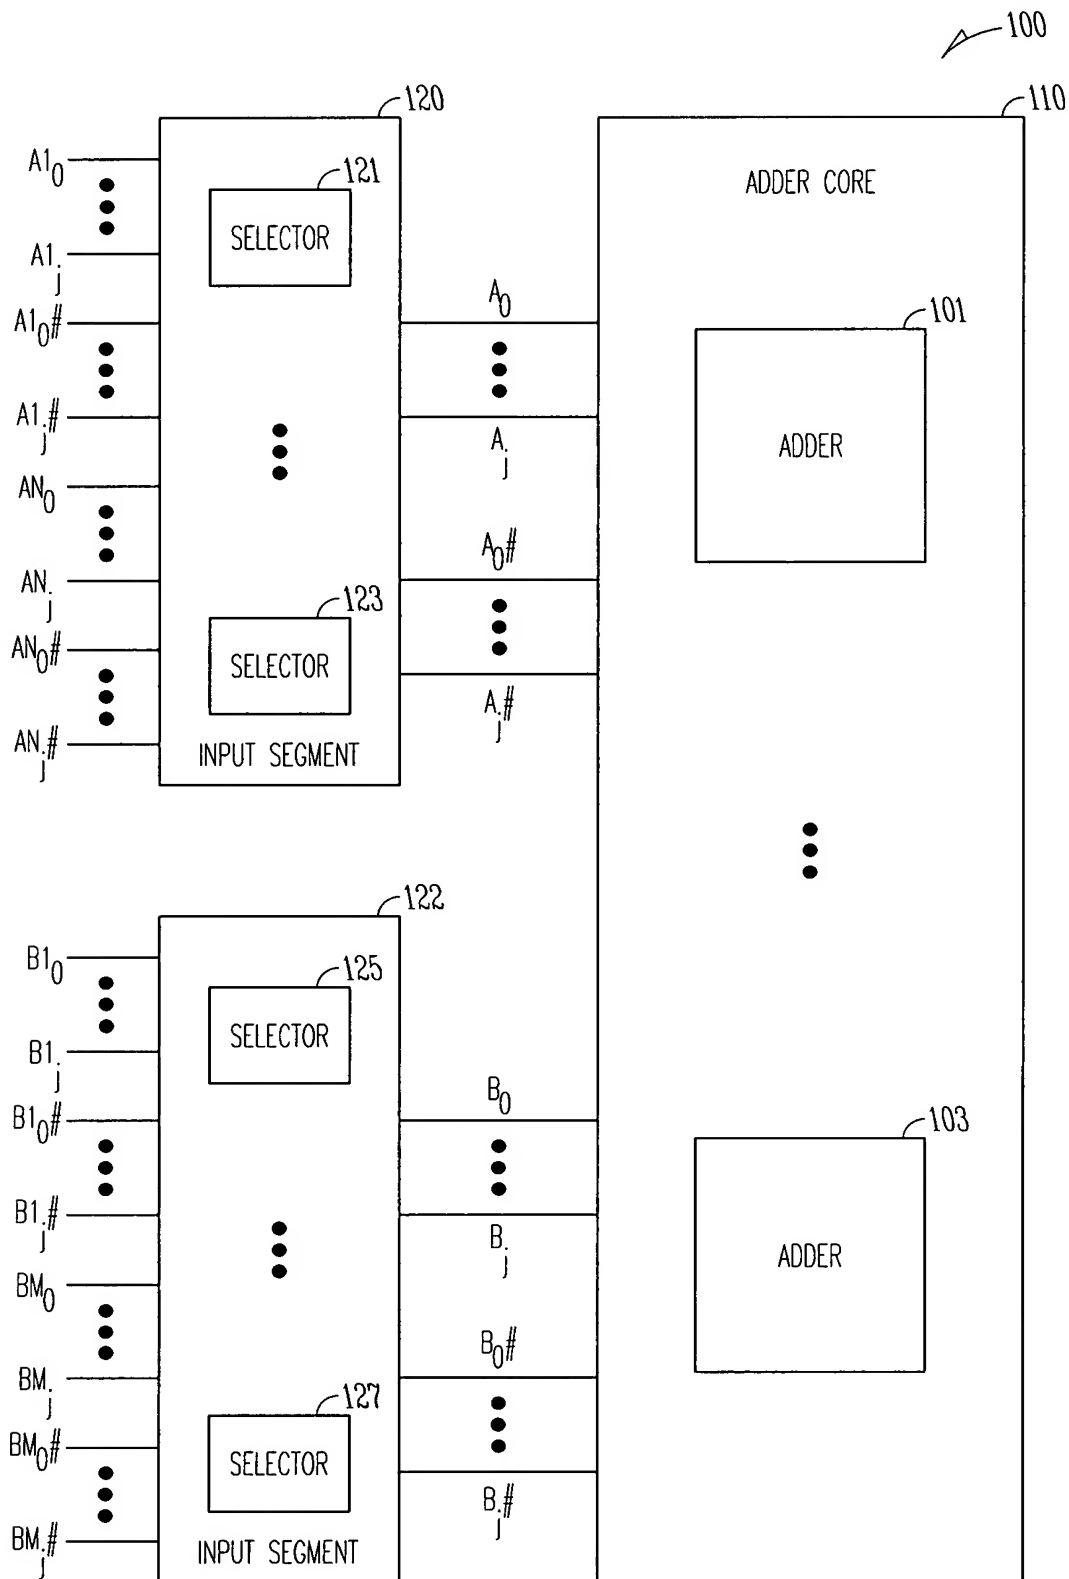 100
120
110
A1₀
121
ADDER CORE
SELECTOR
A1ⱼ
A₀
A1₀#
101
A1ⱼ#
Aⱼ
ADDER
AN₀
A₀#
ANⱼ
123
AN₀#
SELECTOR
Aⱼ#
ANⱼ#
INPUT SEGMENT
122
B1₀
125
SELECTOR
B1ⱼ
B₀
B1₀#
103
B1ⱼ#
Bⱼ
ADDER
BM₀
B₀#
BMⱼ
127
BM₀#
SELECTOR
Bⱼ#
BMⱼ#
INPUT SEGMENT